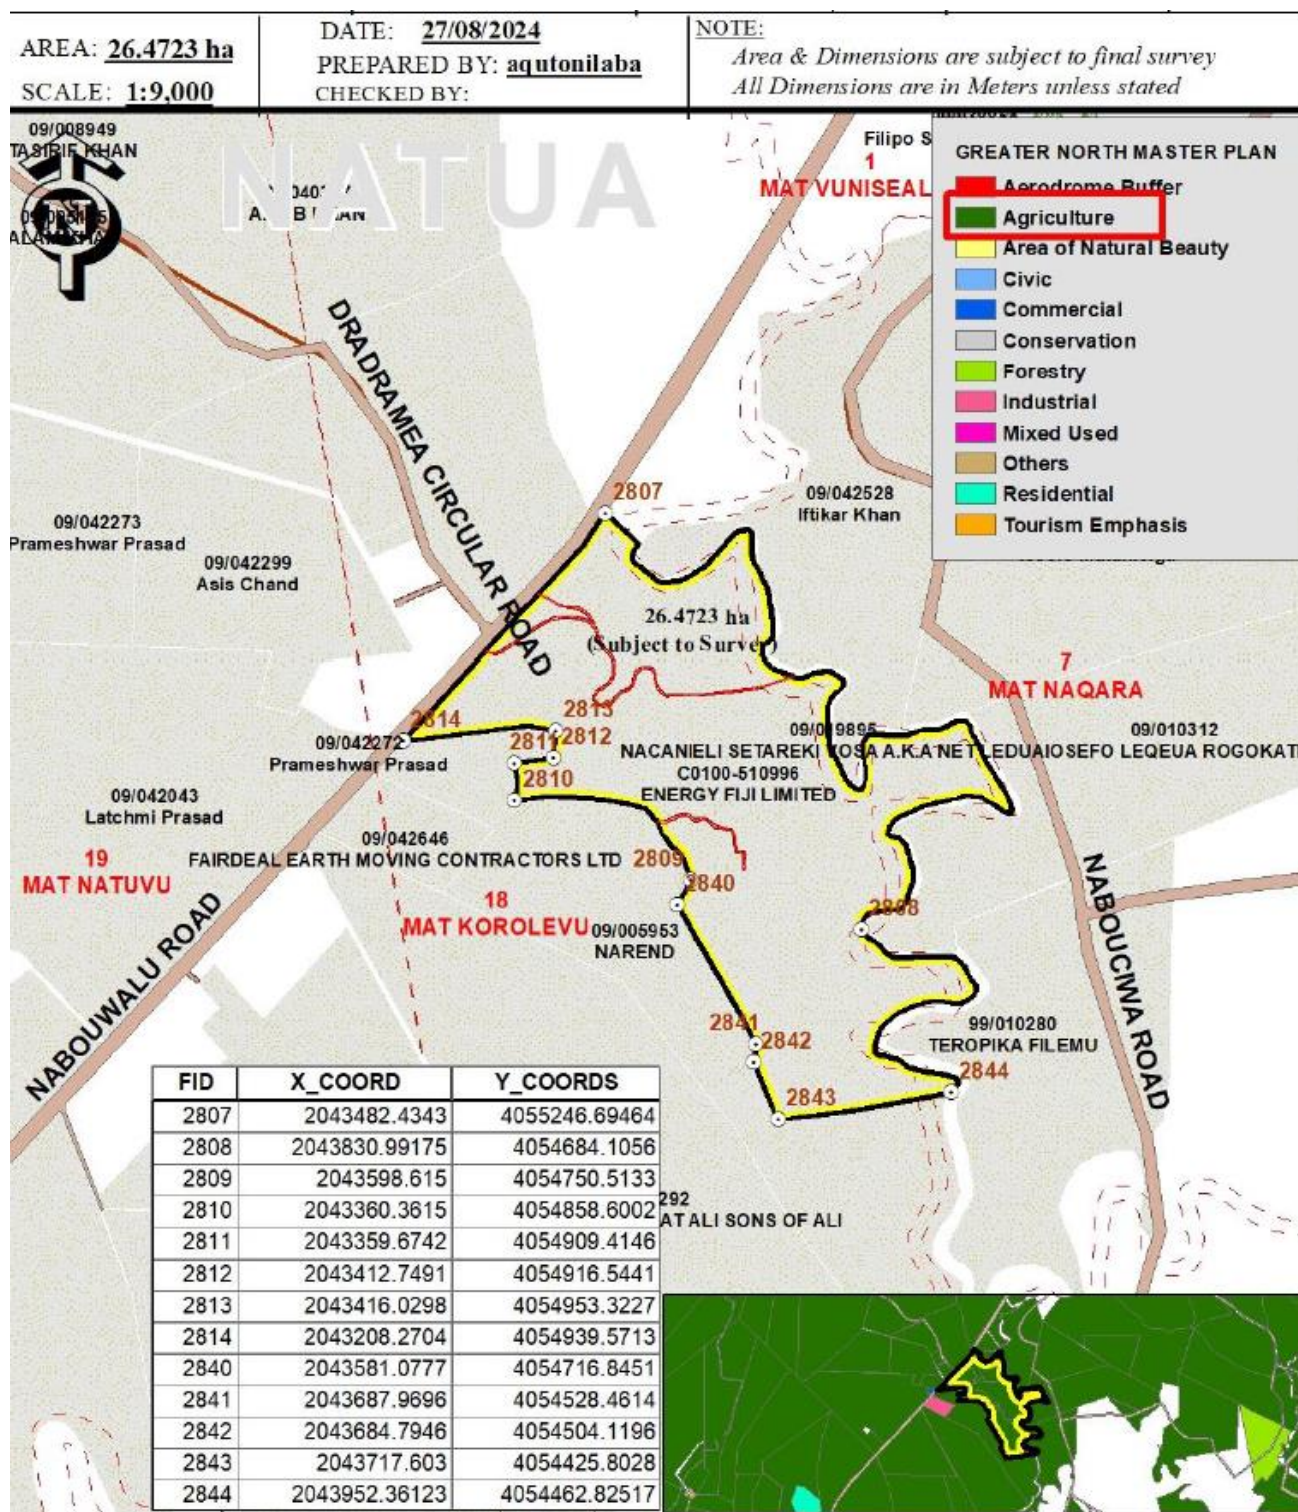 AREA: 26.4723 ha
SCALE: 1:9,000
DATE: 27/08/2024
PREPARED BY: aqutonilaba
CHECKED BY:
NOTE:
Area & Dimensions are subject to final survey
All Dimensions are in Meters unless stated
09/008949
TASIRIF KHAN
NATUA
Filipo S
1
MAT VUNISEAL
GREATER NORTH MASTER PLAN
Aerodrome Buffer
Agriculture
Area of Natural Beauty
Civic
Commercial
Conservation
Forestry
Industrial
Mixed Used
Others
Residential
Tourism Emphasis
N
DRADRAMEA CIRCULAR ROAD
2807
09/042528
Iftikar Khan
09/042273
Prameshwar Prasad
09/042299
Asis Chand
26.4723 ha
(Subject to Survey)
7
MAT NAQARA
2814
2813
2812
2811
2810
09/042272
Prameshwar Prasad
09/019895
09/010312
NACANIELI SETAREKI VOSA A.K.A NET LEDUAIOSEFO LEQEUA ROGOKATI
C0100-510996
ENERGY FIJI LIMITED
09/042043
Latchmi Prasad
09/042646
FAIRDEAL EARTH MOVING CONTRACTORS LTD
2809
2840
19
MAT NATUVU
18
MAT KOROLEVU
09/005953
NAREND
2808
NABOUWALU ROAD
NABOUCIWA ROAD
2841
2842
99/010280
TEROPIKA FILEMU
2843
2844
292
AT ALI SONS OF ALI
FID X_COORD Y_COORDS
2807 2043482.4343 4055246.69464
2808 2043830.99175 4054684.1056
2809 2043598.615 4054750.5133
2810 2043360.3615 4054858.6002
2811 2043359.6742 4054909.4146
2812 2043412.7491 4054916.5441
2813 2043416.0298 4054953.3227
2814 2043208.2704 4054939.5713
2840 2043581.0777 4054716.8451
2841 2043687.9696 4054528.4614
2842 2043684.7946 4054504.1196
2843 2043717.603 4054425.8028
2844 2043952.36123 4054462.82517